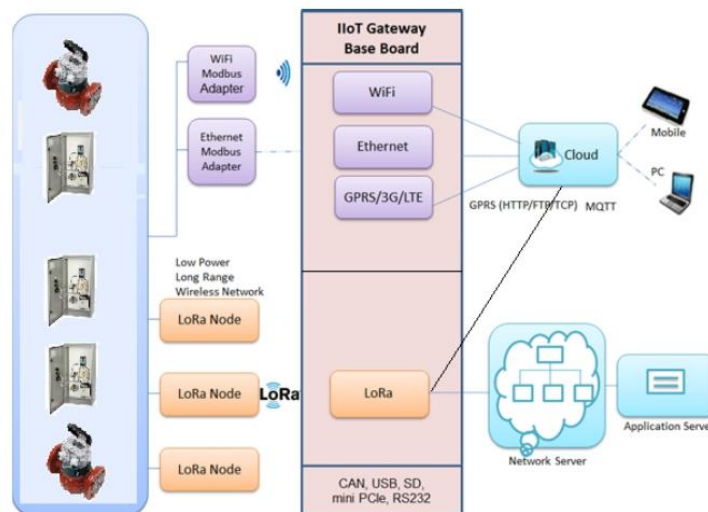 IIoT Gateway
Base Board
WiFi
Modbus
Adapter
WiFi
Ethernet
Modbus
Adapter
Ethernet
Cloud
Mobile
PC
GPRS/3G/LTE
GPRS (HTTP/FTP/TCP) MQTT
Low Power
Long Range
Wireless Network
LoRa Node
LoRa Node
LoRa
LoRa
LoRa Node
Network Server
Application Serve
CAN, USB, SD,
mini PCIe, RS232